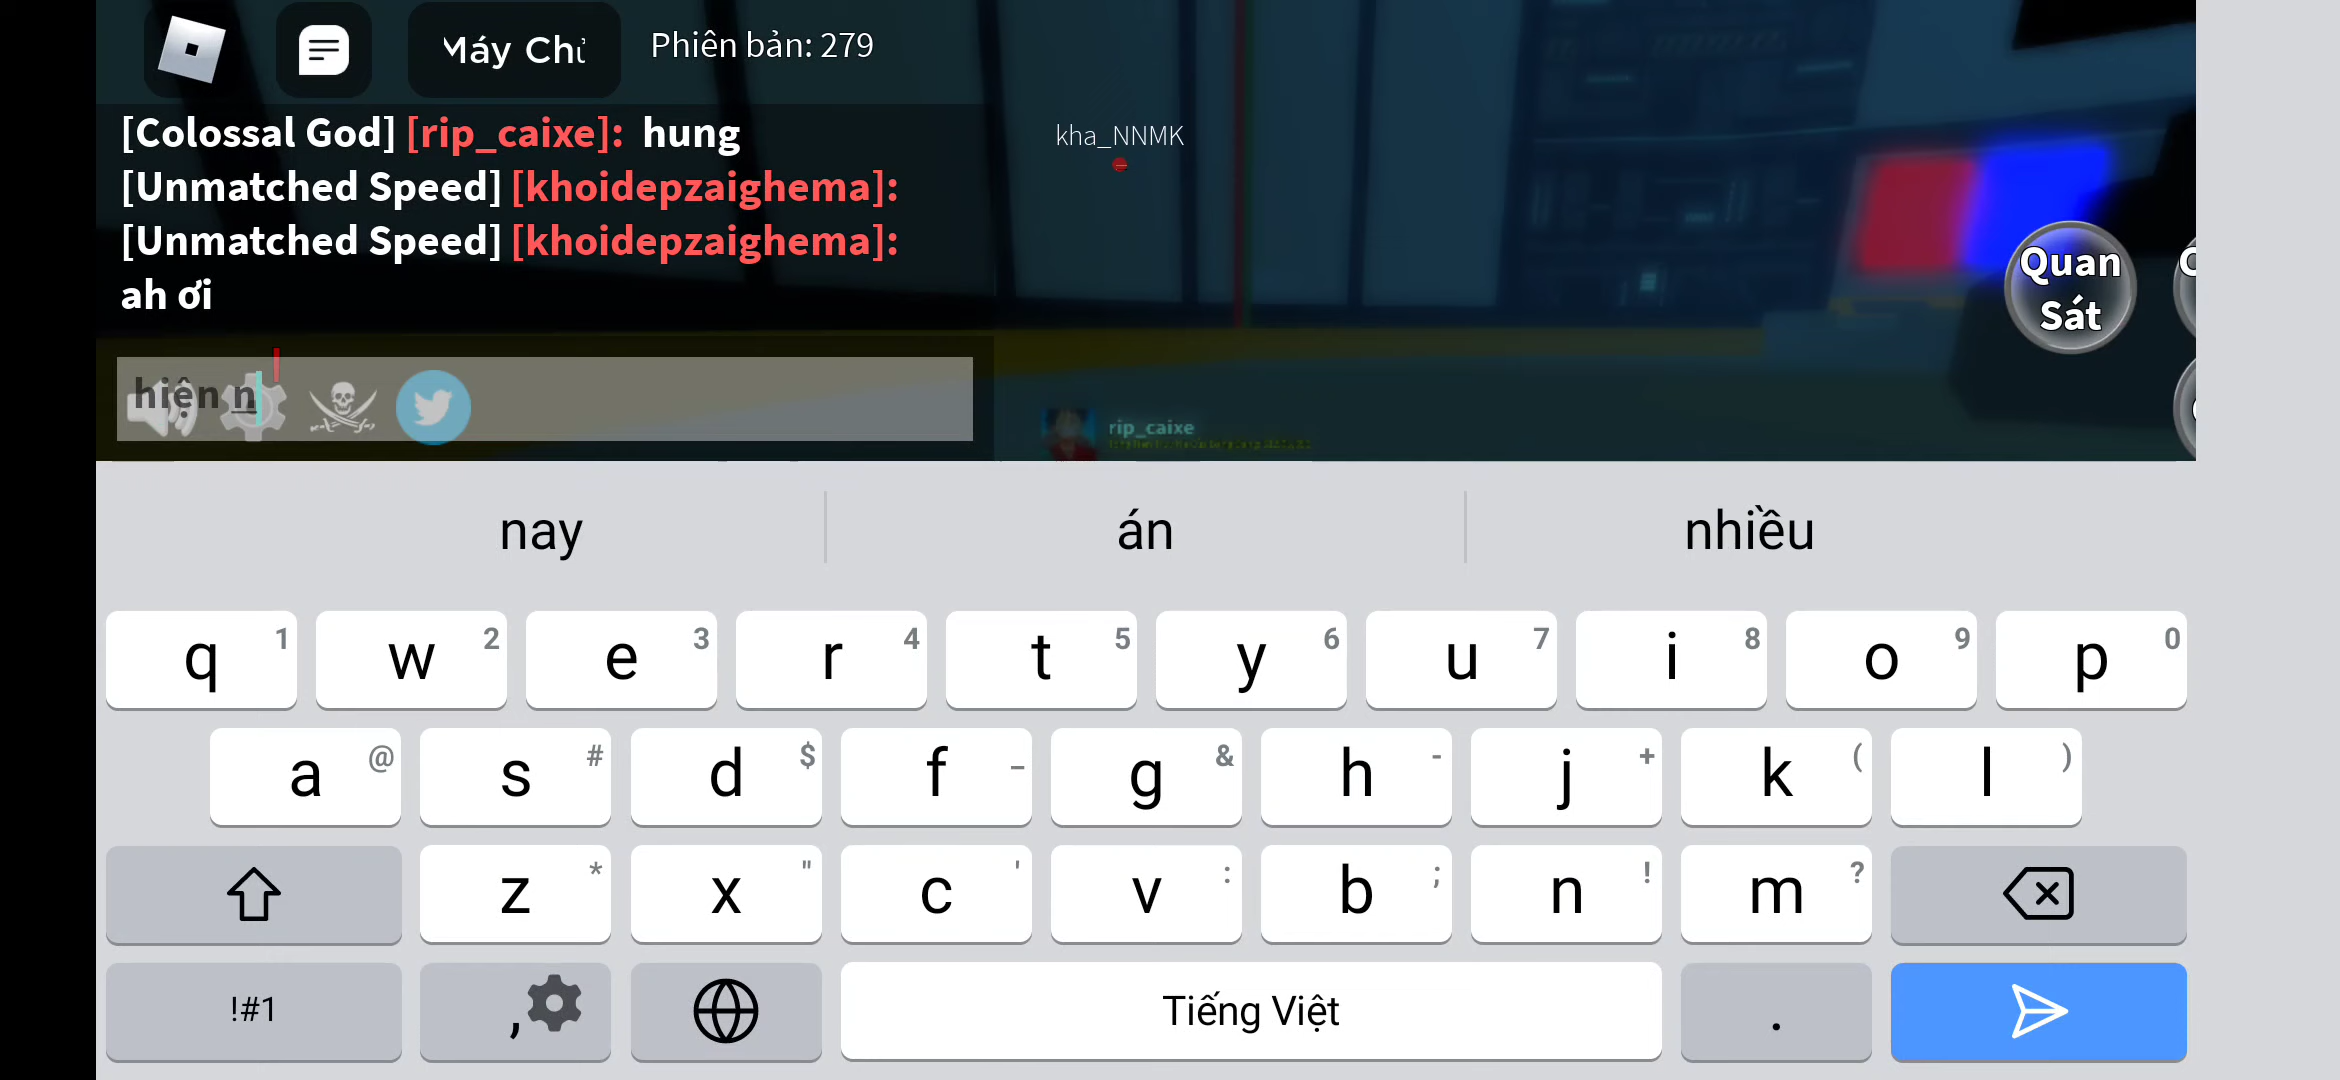 Máy Chủ
Phiên bản: 279
[Colossal God] [rip_caixe]: hung
[Unmatched Speed] [khoidepzaighema]:
[Unmatched Speed] [khoidepzaighema]:
ah ơi
kha_NNMK
Quan
Sát
hiện n
rip_caixe
nay án nhiều
q 1 w 2 e 3 r 4 t 5 y 6 u 7 i 8 o 9 p 0
a @ s # d $ f _ g & h - j + k ( l )
z * x " c ' v : b ; n ! m ?
!#1 , Tiếng Việt .